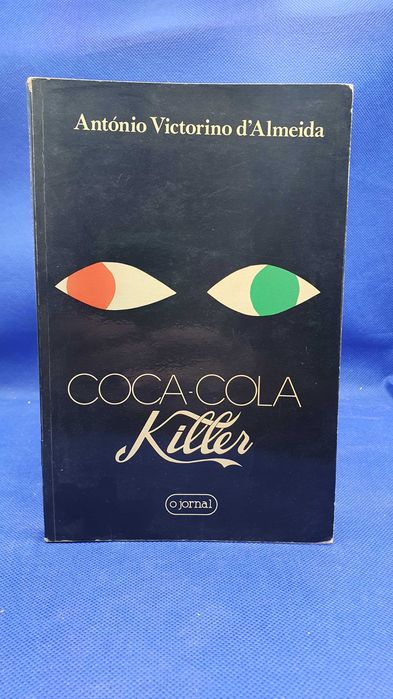 António Victorino d'Almeida
COCA-COLA
Killer
o jornal